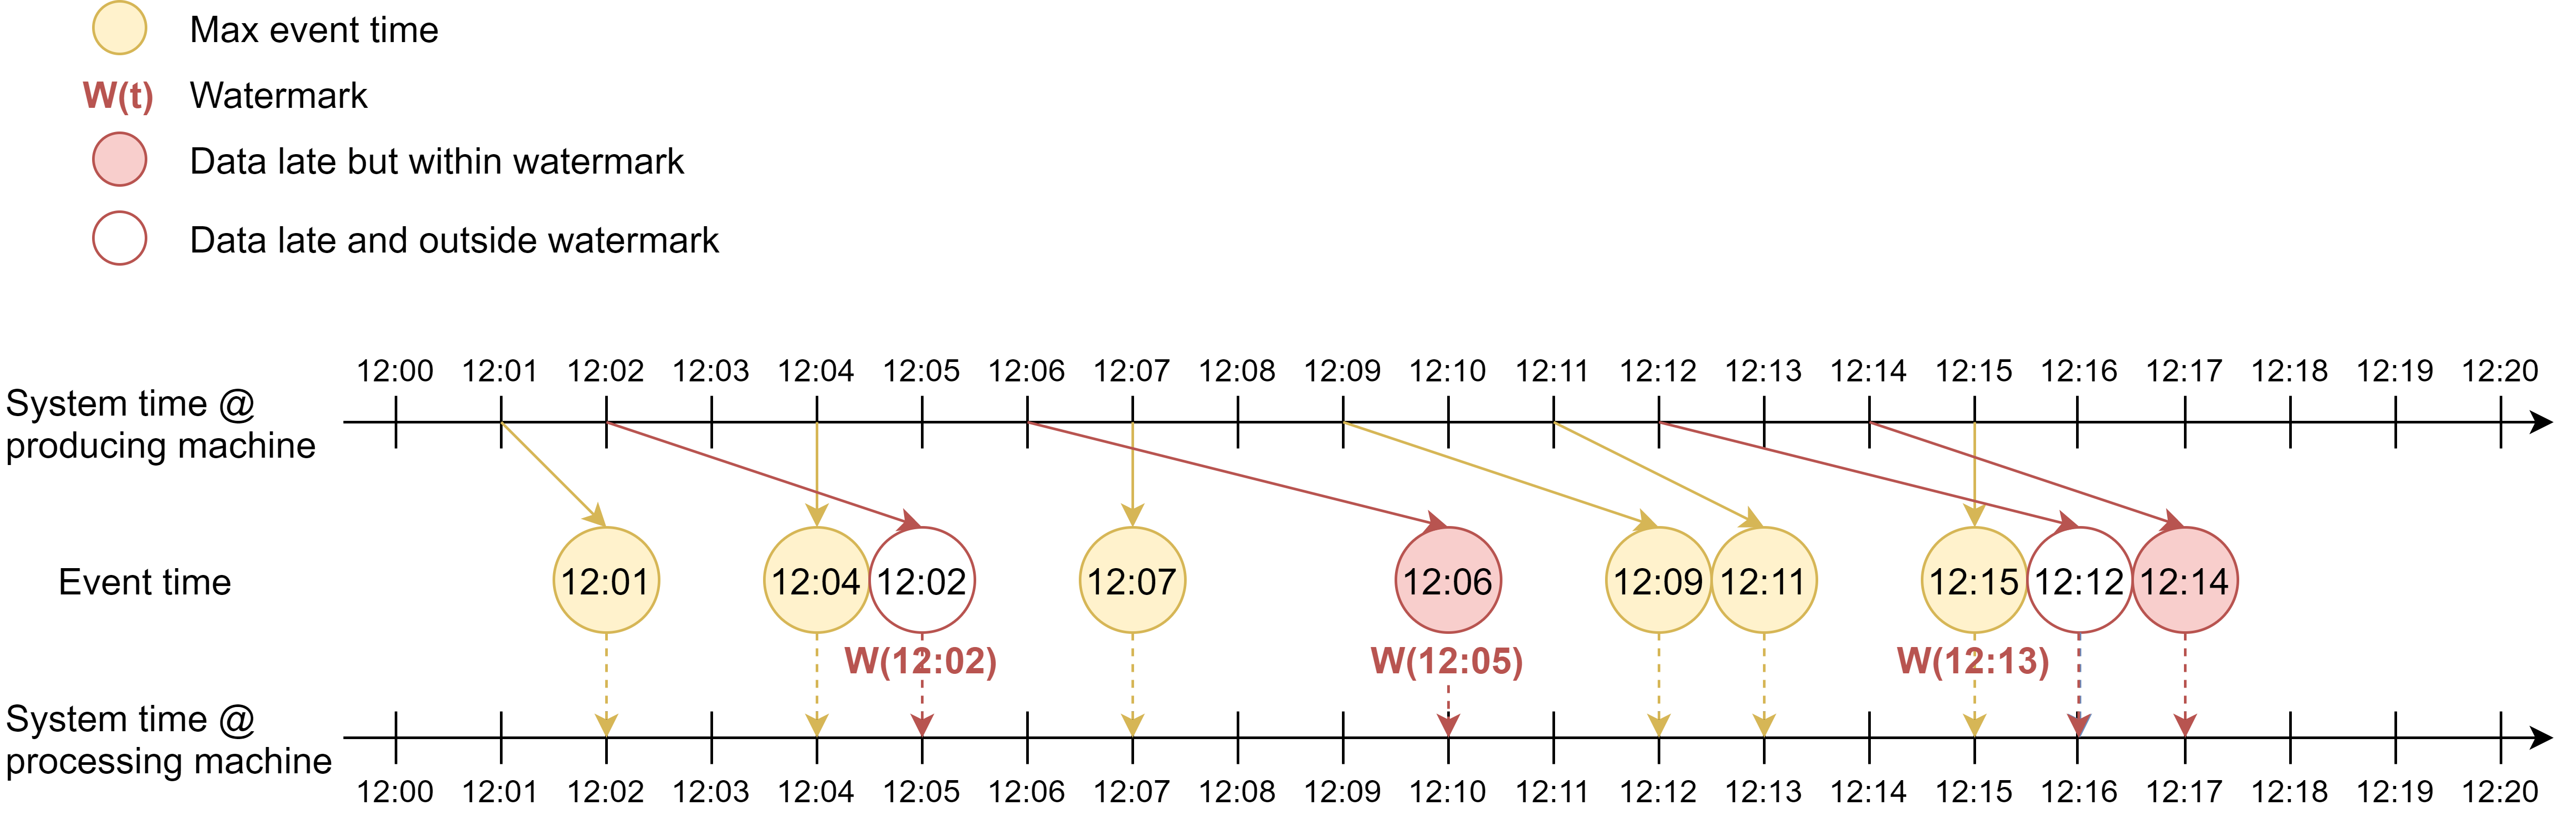 Max event time
W(t) Watermark
Data late but within watermark
Data late and outside watermark
12:00 12:01 12:02 12:03 12:04 12:05 12:06 12:07 12:08 12:09 12:10 12:11 12:12 12:13 12:14 12:15 12:16 12:17 12:18 12:19 12:20
System time @
producing machine
Event time 12:01 12:04 12:02 12:07 12:06 12:09 12:11 12:15 12:12 12:14
W(12:02) W(12:05) W(12:13)
System time @
processing machine
12:00 12:01 12:02 12:03 12:04 12:05 12:06 12:07 12:08 12:09 12:10 12:11 12:12 12:13 12:14 12:15 12:16 12:17 12:18 12:19 12:20